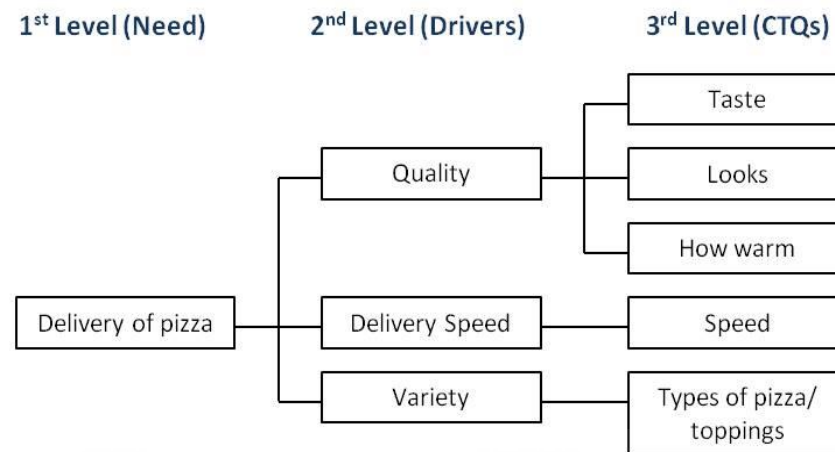 1st Level (Need) 2nd Level (Drivers) 3rd Level (CTQs)
Taste
Quality
Looks
How warm
Delivery of pizza
Delivery Speed
Speed
Variety
Types of pizza/
toppings